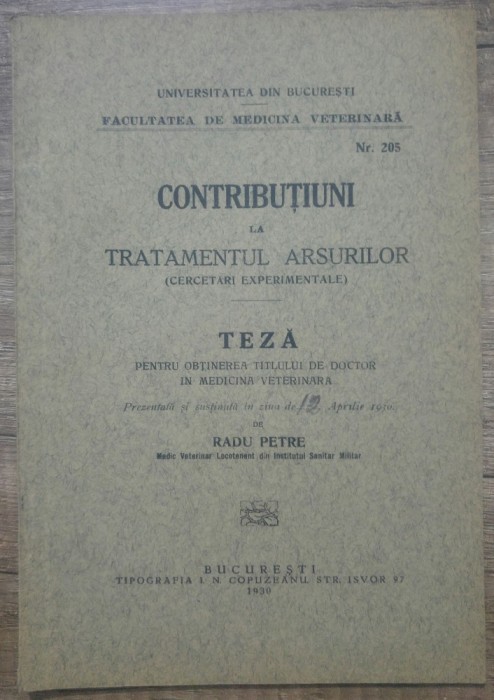 UNIVERSITATEA DIN BUCUREȘTI
FACULTATEA DE MEDICINA VETERINARĂ
Nr. 205
CONTRIBUȚIUNI
LA
TRATAMENTUL ARSURILOR
(CERCETĂRI EXPERIMENTALE)
TEZĂ
PENTRU OBȚINEREA TITLULUI DE DOCTOR
IN MEDICINA VETERINARA
Prezentată și susținută în ziua de 12 Aprilie 1930
DE
RADU PETRE
Medic Veterinar Locotenent din Institutul Sanitar Militar
BUCUREȘTI
TIPOGRAFIA I. N. COPUZEANU, STR. ISVOR 97
1930